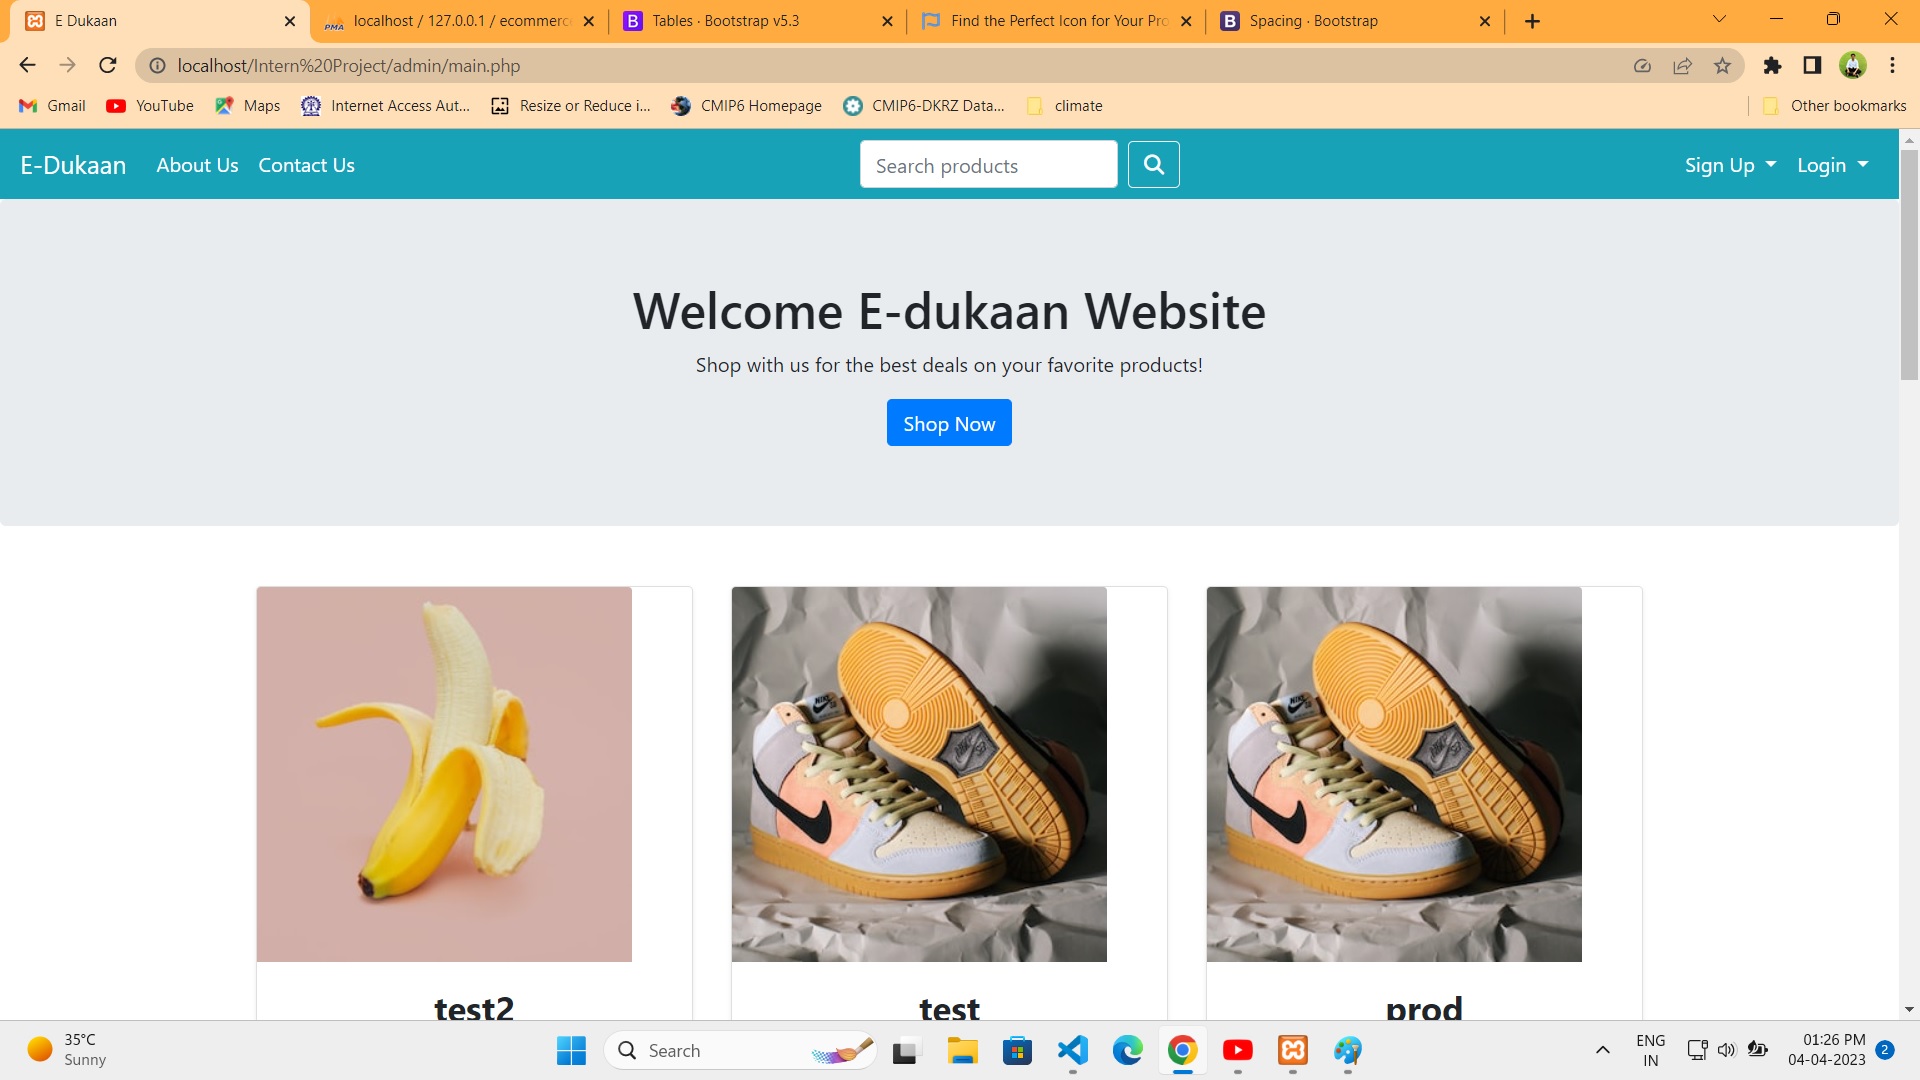 E Dukaan
localhost / 127.0.0.1 / ecommerc
Tables · Bootstrap v5.3
Find the Perfect Icon for Your Pro
Spacing · Bootstrap
localhost/Intern%20Project/admin/main.php
Gmail
YouTube
Maps
Internet Access Aut...
Resize or Reduce i...
CMIP6 Homepage
CMIP6-DKRZ Data...
climate
Other bookmarks
E-Dukaan
About Us
Contact Us
Search products
Sign Up
Login
Welcome E-dukaan Website
Shop with us for the best deals on your favorite products!
Shop Now
test2
test
prod
35°C
Sunny
Search
ENG
IN
01:26 PM
04-04-2023
2